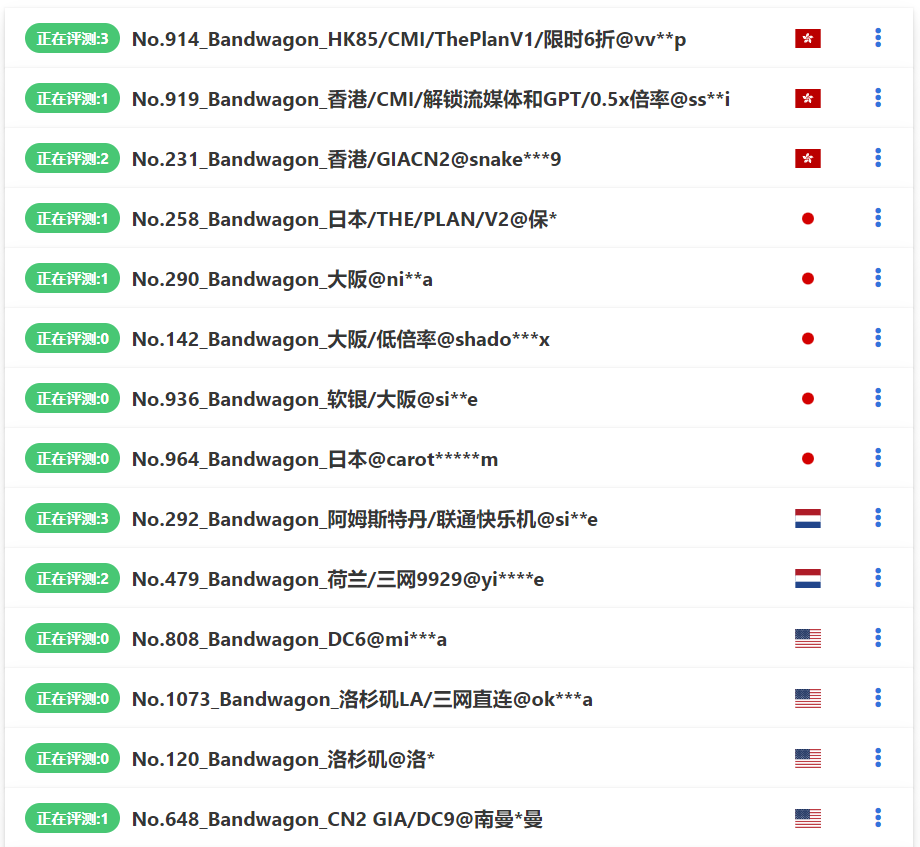 正在评测:3 No.914_Bandwagon_HK85/CMI/ThePlanV1/限时6折@vv**p
正在评测:1 No.919_Bandwagon_香港/CMI/解锁流媒体和GPT/0.5x倍率@ss**i
正在评测:2 No.231_Bandwagon_香港/GIACN2@snake***9
正在评测:1 No.258_Bandwagon_日本/THE/PLAN/V2@保*
正在评测:1 No.290_Bandwagon_大阪@ni**a
正在评测:0 No.142_Bandwagon_大阪/低倍率@shado***x
正在评测:0 No.936_Bandwagon_软银/大阪@si**e
正在评测:0 No.964_Bandwagon_日本@carot*****m
正在评测:3 No.292_Bandwagon_阿姆斯特丹/联通快乐机@si**e
正在评测:2 No.479_Bandwagon_荷兰/三网9929@yi****e
正在评测:0 No.808_Bandwagon_DC6@mi***a
正在评测:0 No.1073_Bandwagon_洛杉矶LA/三网直连@ok***a
正在评测:0 No.120_Bandwagon_洛杉矶@洛*
正在评测:1 No.648_Bandwagon_CN2 GIA/DC9@南曼*曼